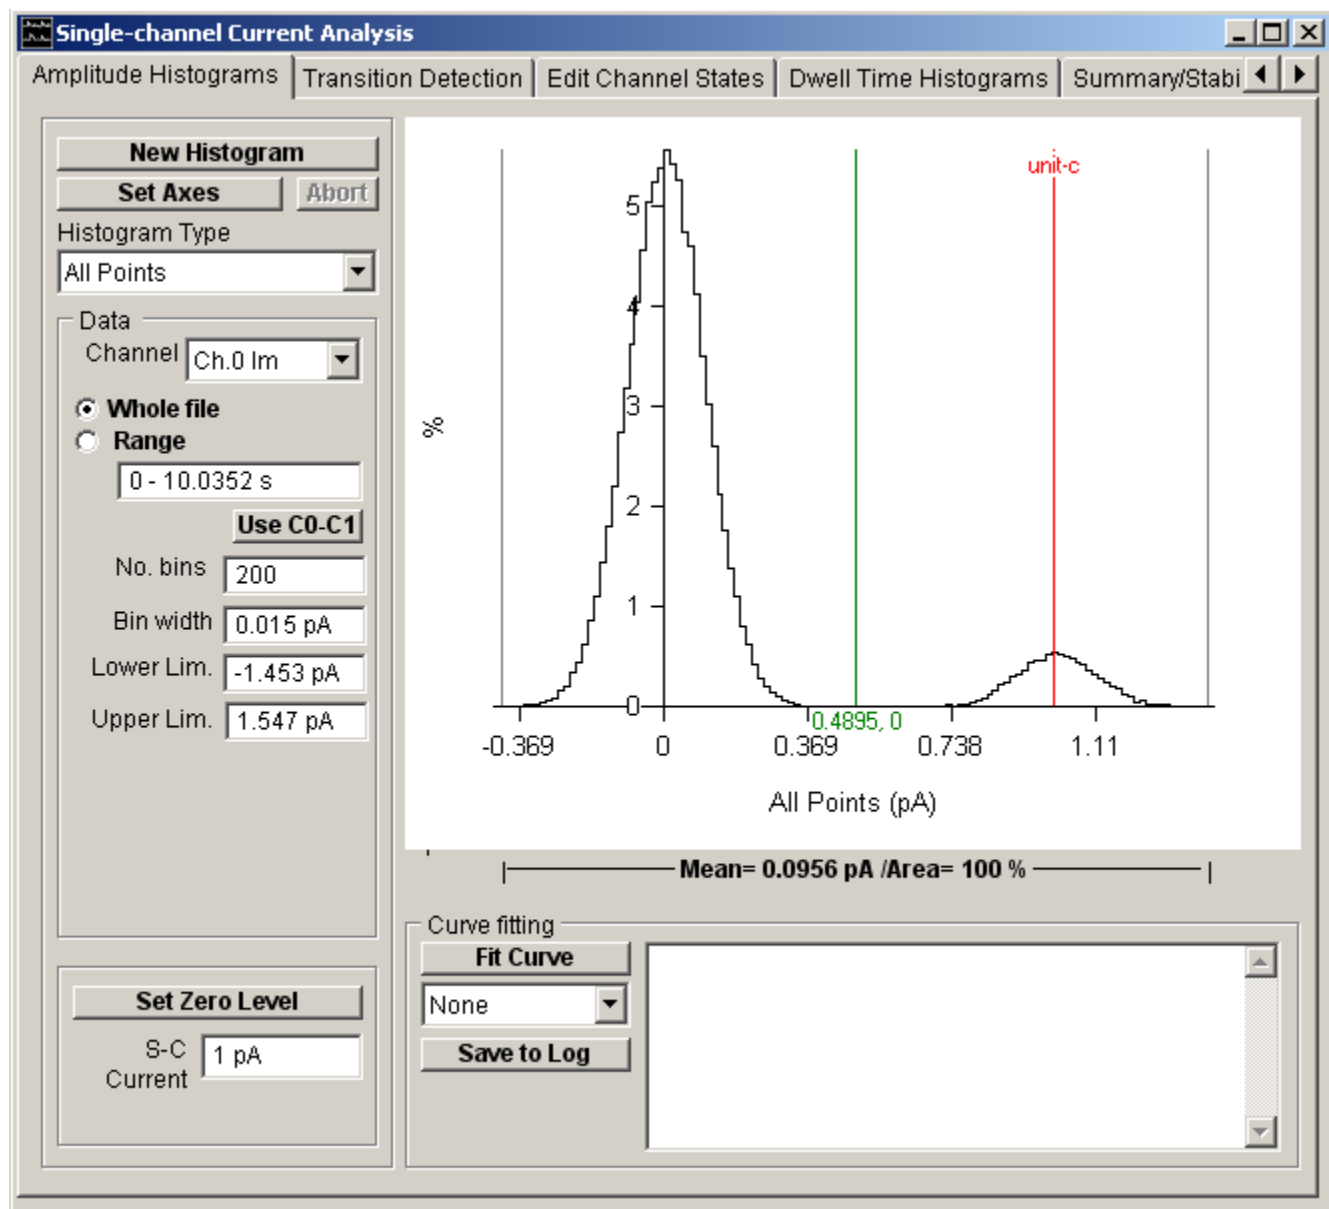 Single-channel Current Analysis
Amplitude Histograms Transition Detection Edit Channel States Dwell Time Histograms Summary/Stabi
New Histogram
Set Axes Abort
Histogram Type
All Points
Data
Channel Ch.0 Im
Whole file
Range
0 - 10.0352 s
Use C0-C1
No. bins 200
Bin width 0.015 pA
Lower Lim. -1.453 pA
Upper Lim. 1.547 pA
Set Zero Level
S-C Current 1 pA
unit-c
%
5
4
3
2
1
0
0.4895, 0
-0.369 0 0.369 0.738 1.11
All Points (pA)
Mean= 0.0956 pA /Area= 100 %
Curve fitting
Fit Curve
None
Save to Log